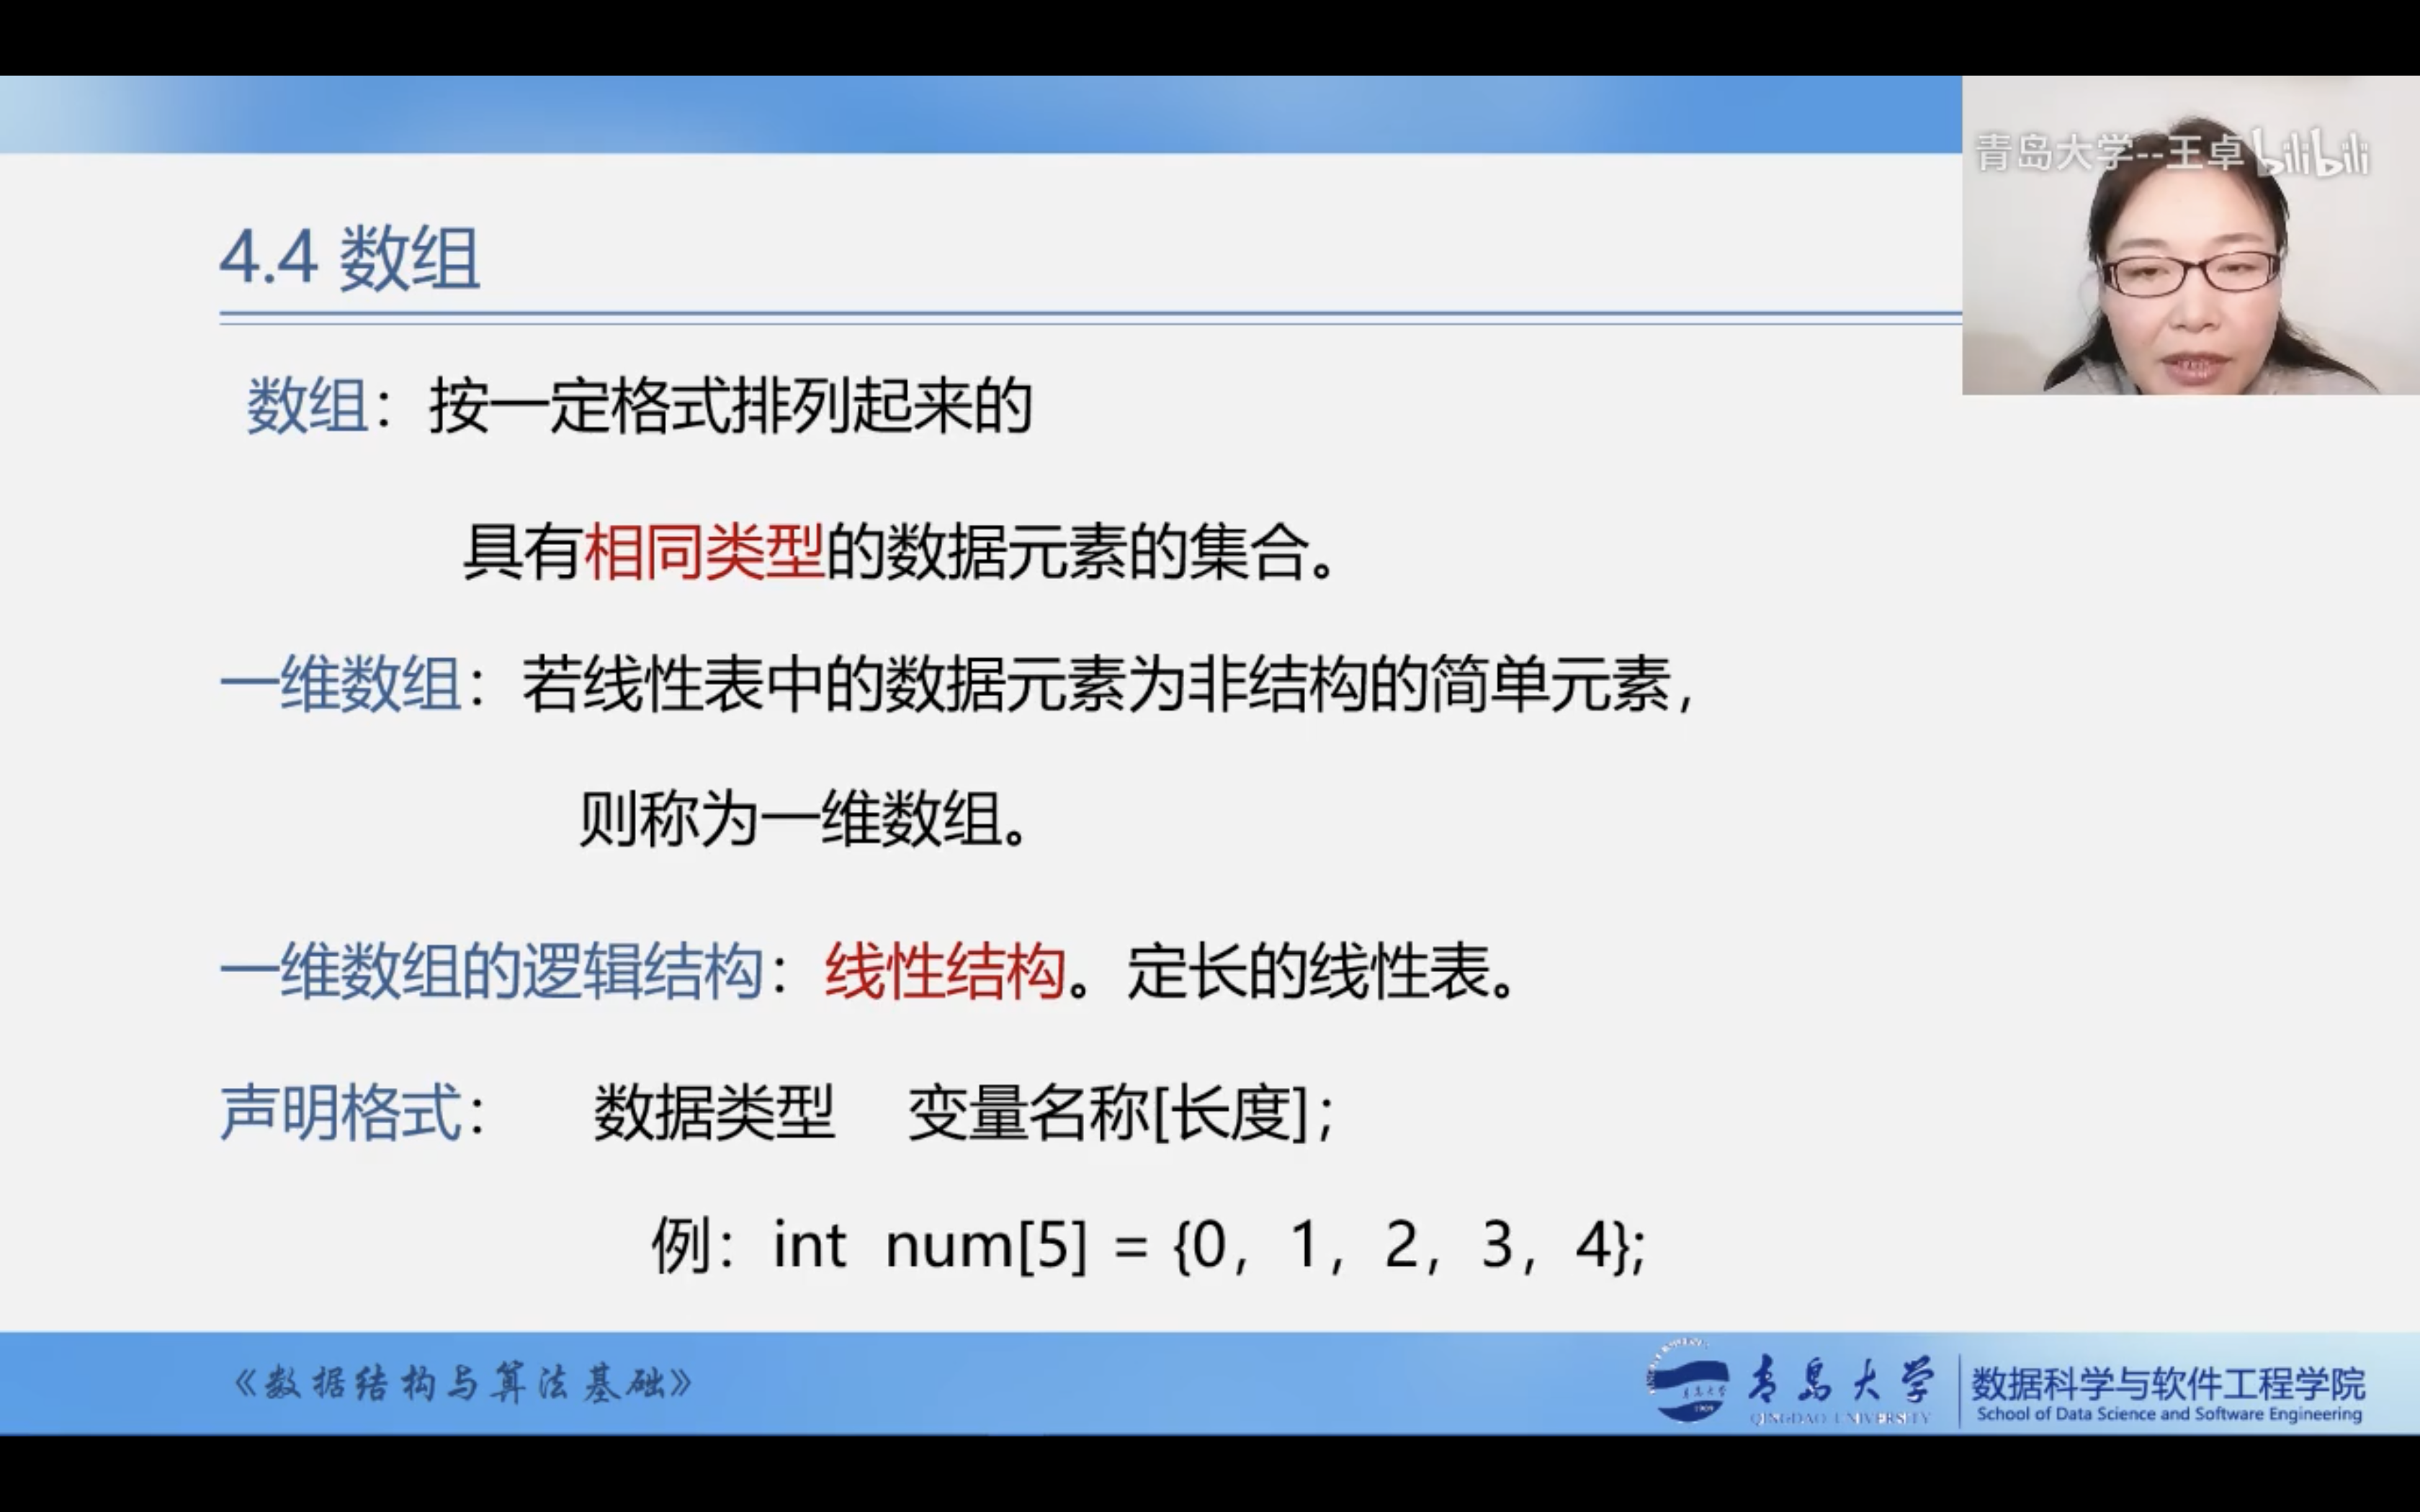 青岛大学--王卓 bilibili
4.4 数组
数组：按一定格式排列起来的
具有相同类型的数据元素的集合。
一维数组：若线性表中的数据元素为非结构的简单元素，
则称为一维数组。
一维数组的逻辑结构：线性结构。定长的线性表。
声明格式： 数据类型 变量名称[长度]；
例：int num[5] = {0，1，2，3，4};
《数据结构与算法基础》
青岛大学
QINGDAO UNIVERSITY
1909
数据科学与软件工程学院
School of Data Science and Software Engineering